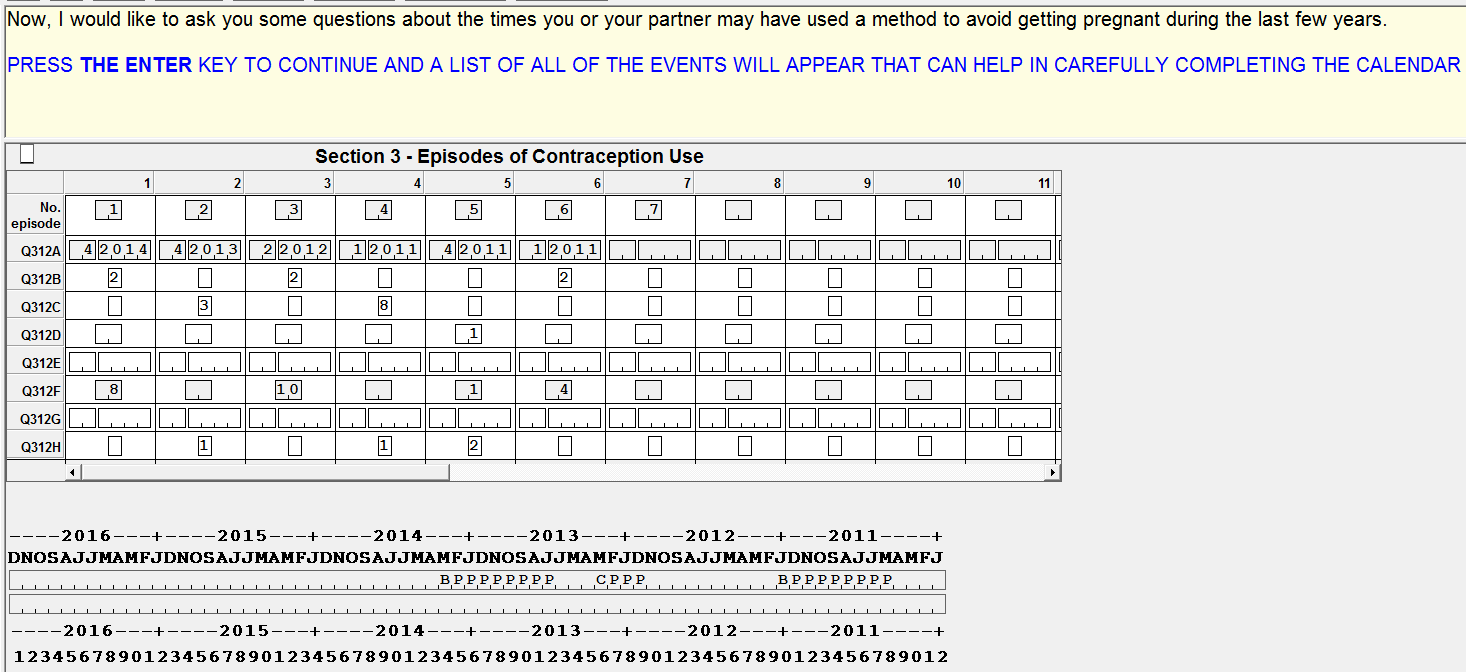 Now, I would like to ask you some questions about the times you or your partner may have used a method to avoid getting pregnant during the last few years.
PRESS THE ENTER KEY TO CONTINUE AND A LIST OF ALL OF THE EVENTS WILL APPEAR THAT CAN HELP IN CAREFULLY COMPLETING THE CALENDAR
Section 3 - Episodes of Contraception Use
1 2 3 4 5 6 7 8 9 10 11
No. episode 1 2 3 4 5 6 7
Q312A 4 2014 4 2013 2 2012 1 2011 4 2011 1 2011
Q312B 2 2 2
Q312C 3 8
Q312D 1
Q312E
Q312F 8 10 1 4
Q312G
Q312H 1 1 2
----2016---+----2015---+----2014---+----2013---+----2012---+----2011----+
DNOSAJJMAMFJDNOSAJJMAMFJDNOSAJJMAMFJDNOSAJJMAMFJDNOSAJJMAMFJDNOSAJJMAMFJ
BPPPPPPPP CPPP BPPPPPPPP
----2016---+----2015---+----2014---+----2013---+----2012---+----2011----+
123456789012345678901234567890123456789012345678901234567890123456789012